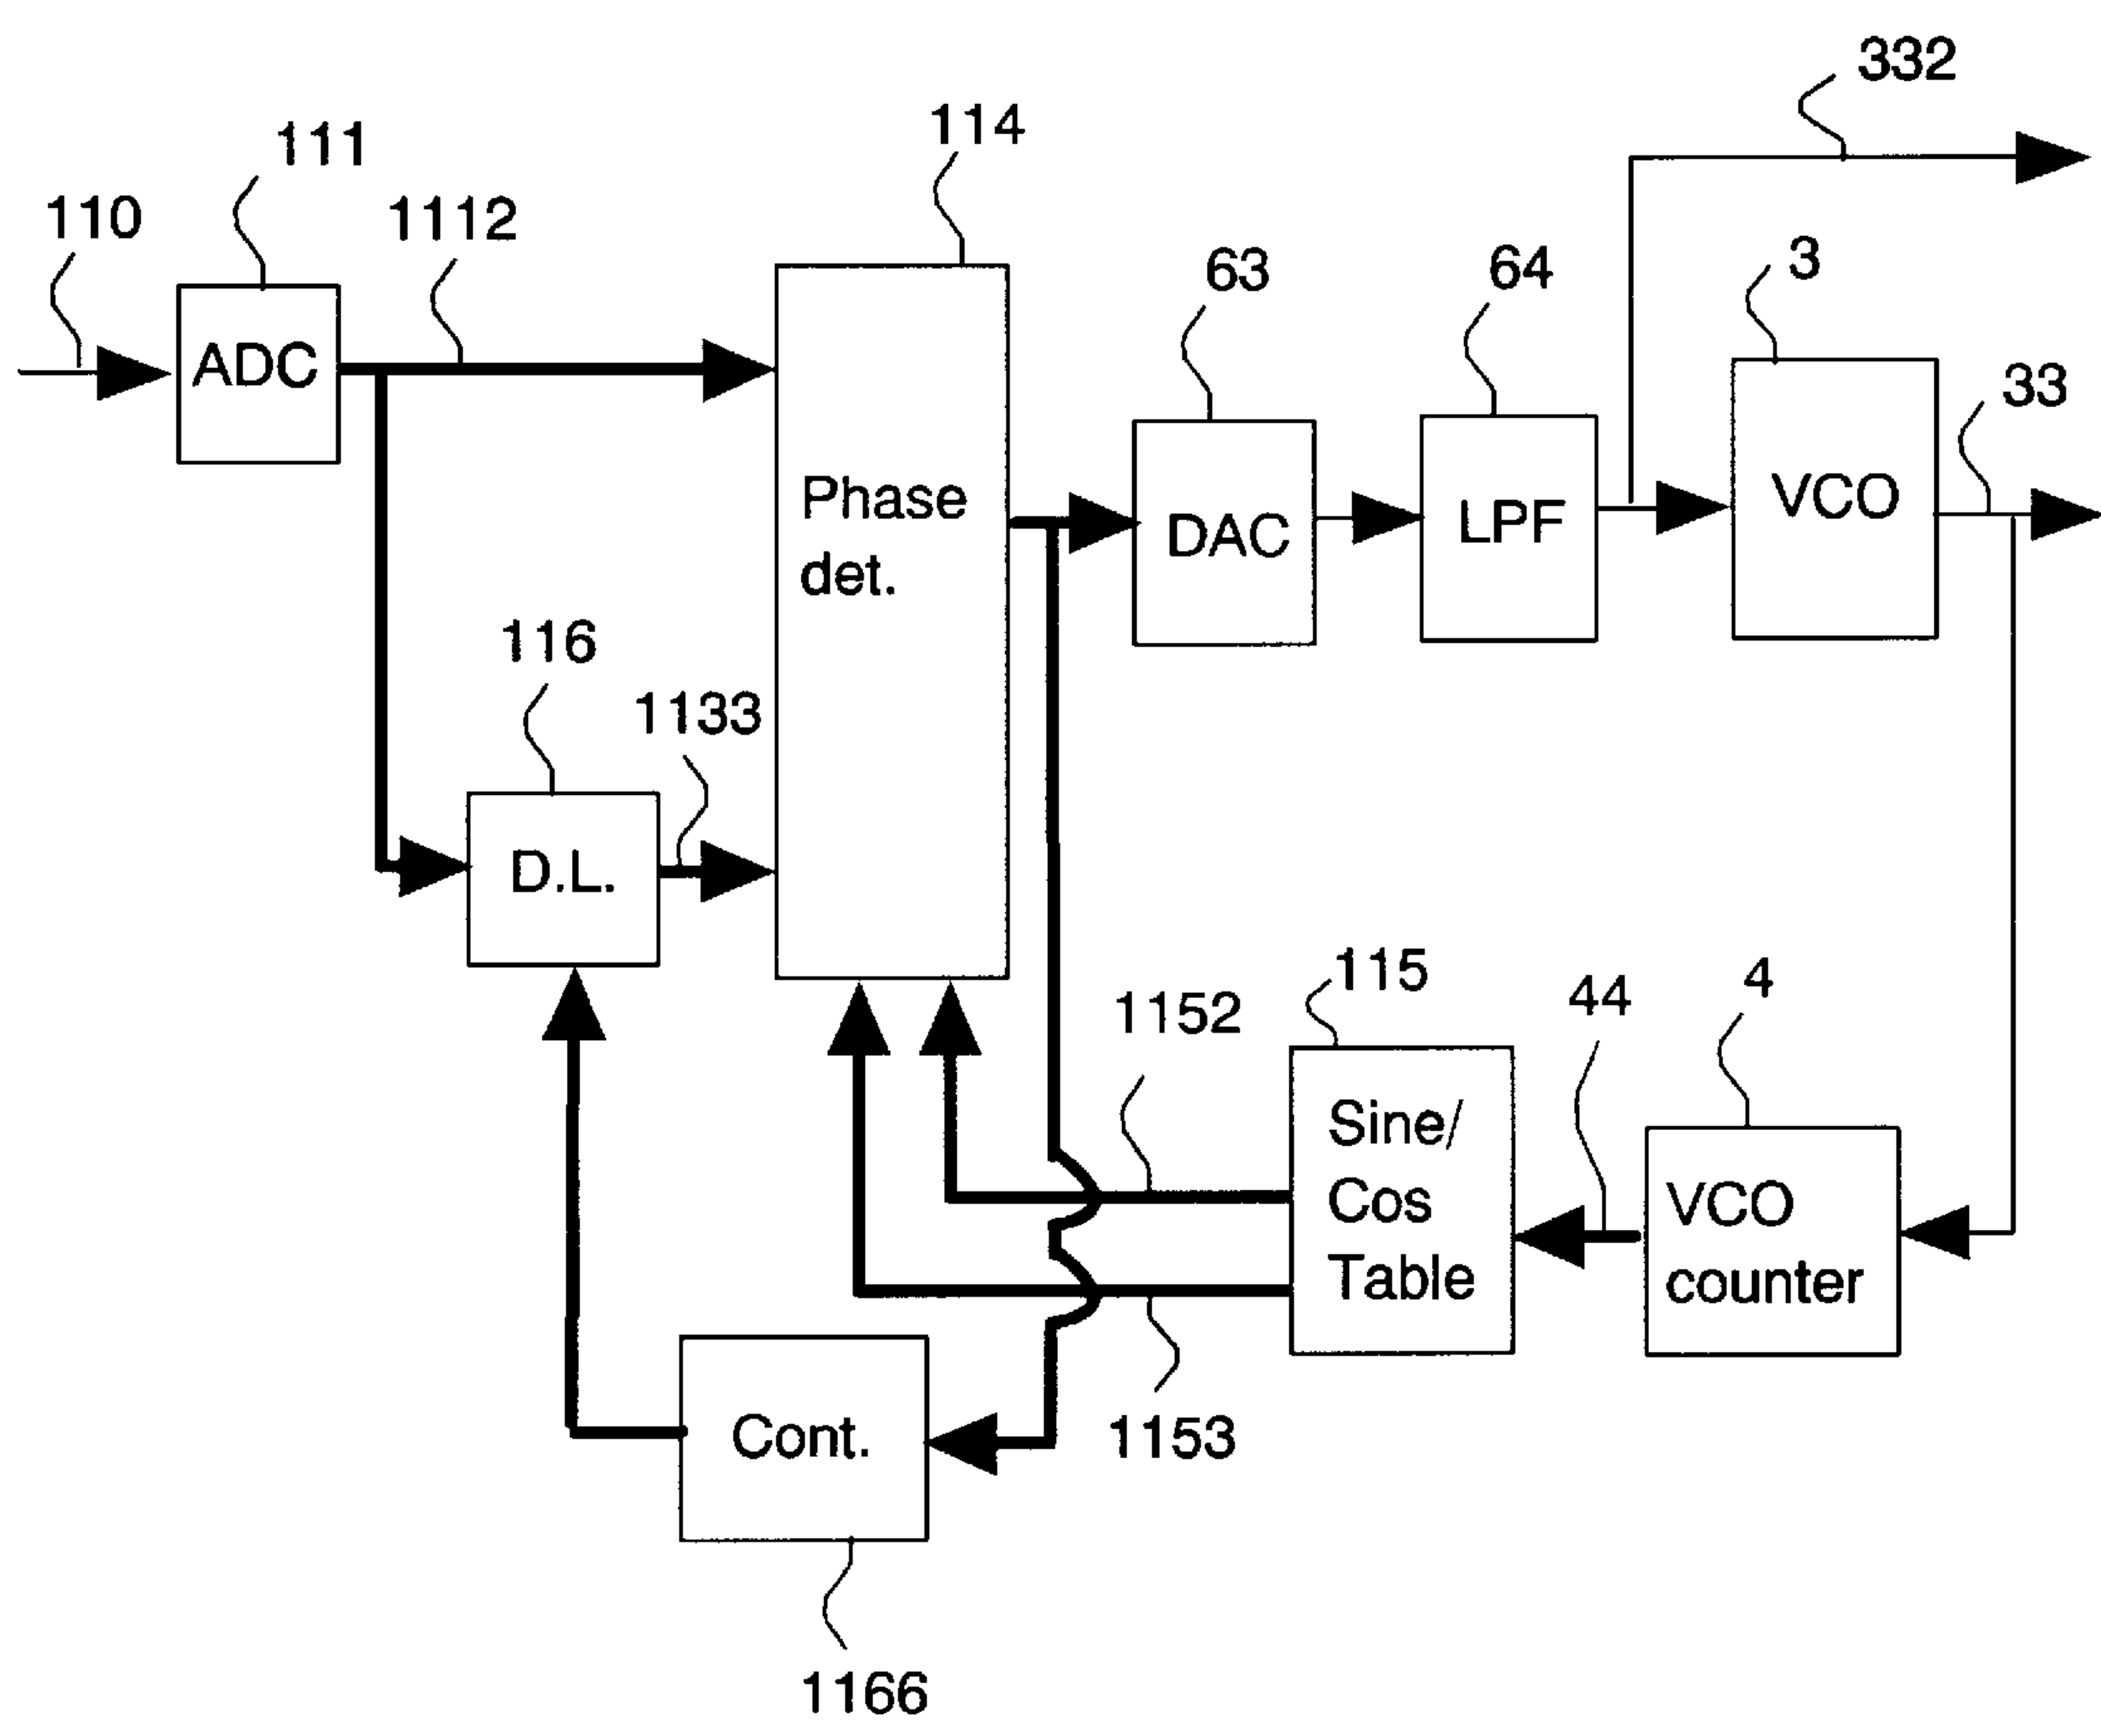 332
111
114
110
1112
63
64
3
33
ADC
Phase
det.
DAC
LPF
VCO
116
1133
D.L.
1152
115
44
4
Sine/
Cos
Table
VCO
counter
1153
Cont.
1166